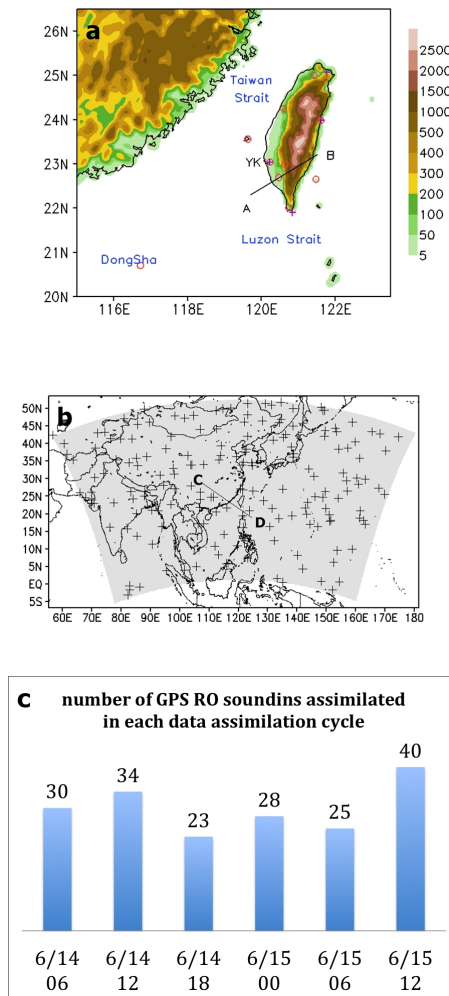 a
26N
25N
24N
23N
22N
21N
20N
116E 118E 120E 122E
Taiwan
Strait
YK
B
A
Luzon Strait
DongSha
2500
2000
1500
1000
500
400
300
200
100
50
5
b
50N
45N
40N
35N
30N
25N
20N
15N
10N
5N
EQ
5S
60E 70E 80E 90E 100E 110E 120E 130E 140E 150E 160E 170E 180
C
D
c number of GPS RO soundins assimilated
in each data assimilation cycle
30 34 23 28 25 40
6/14 6/14 6/14 6/15 6/15 6/15
06 12 18 00 06 12